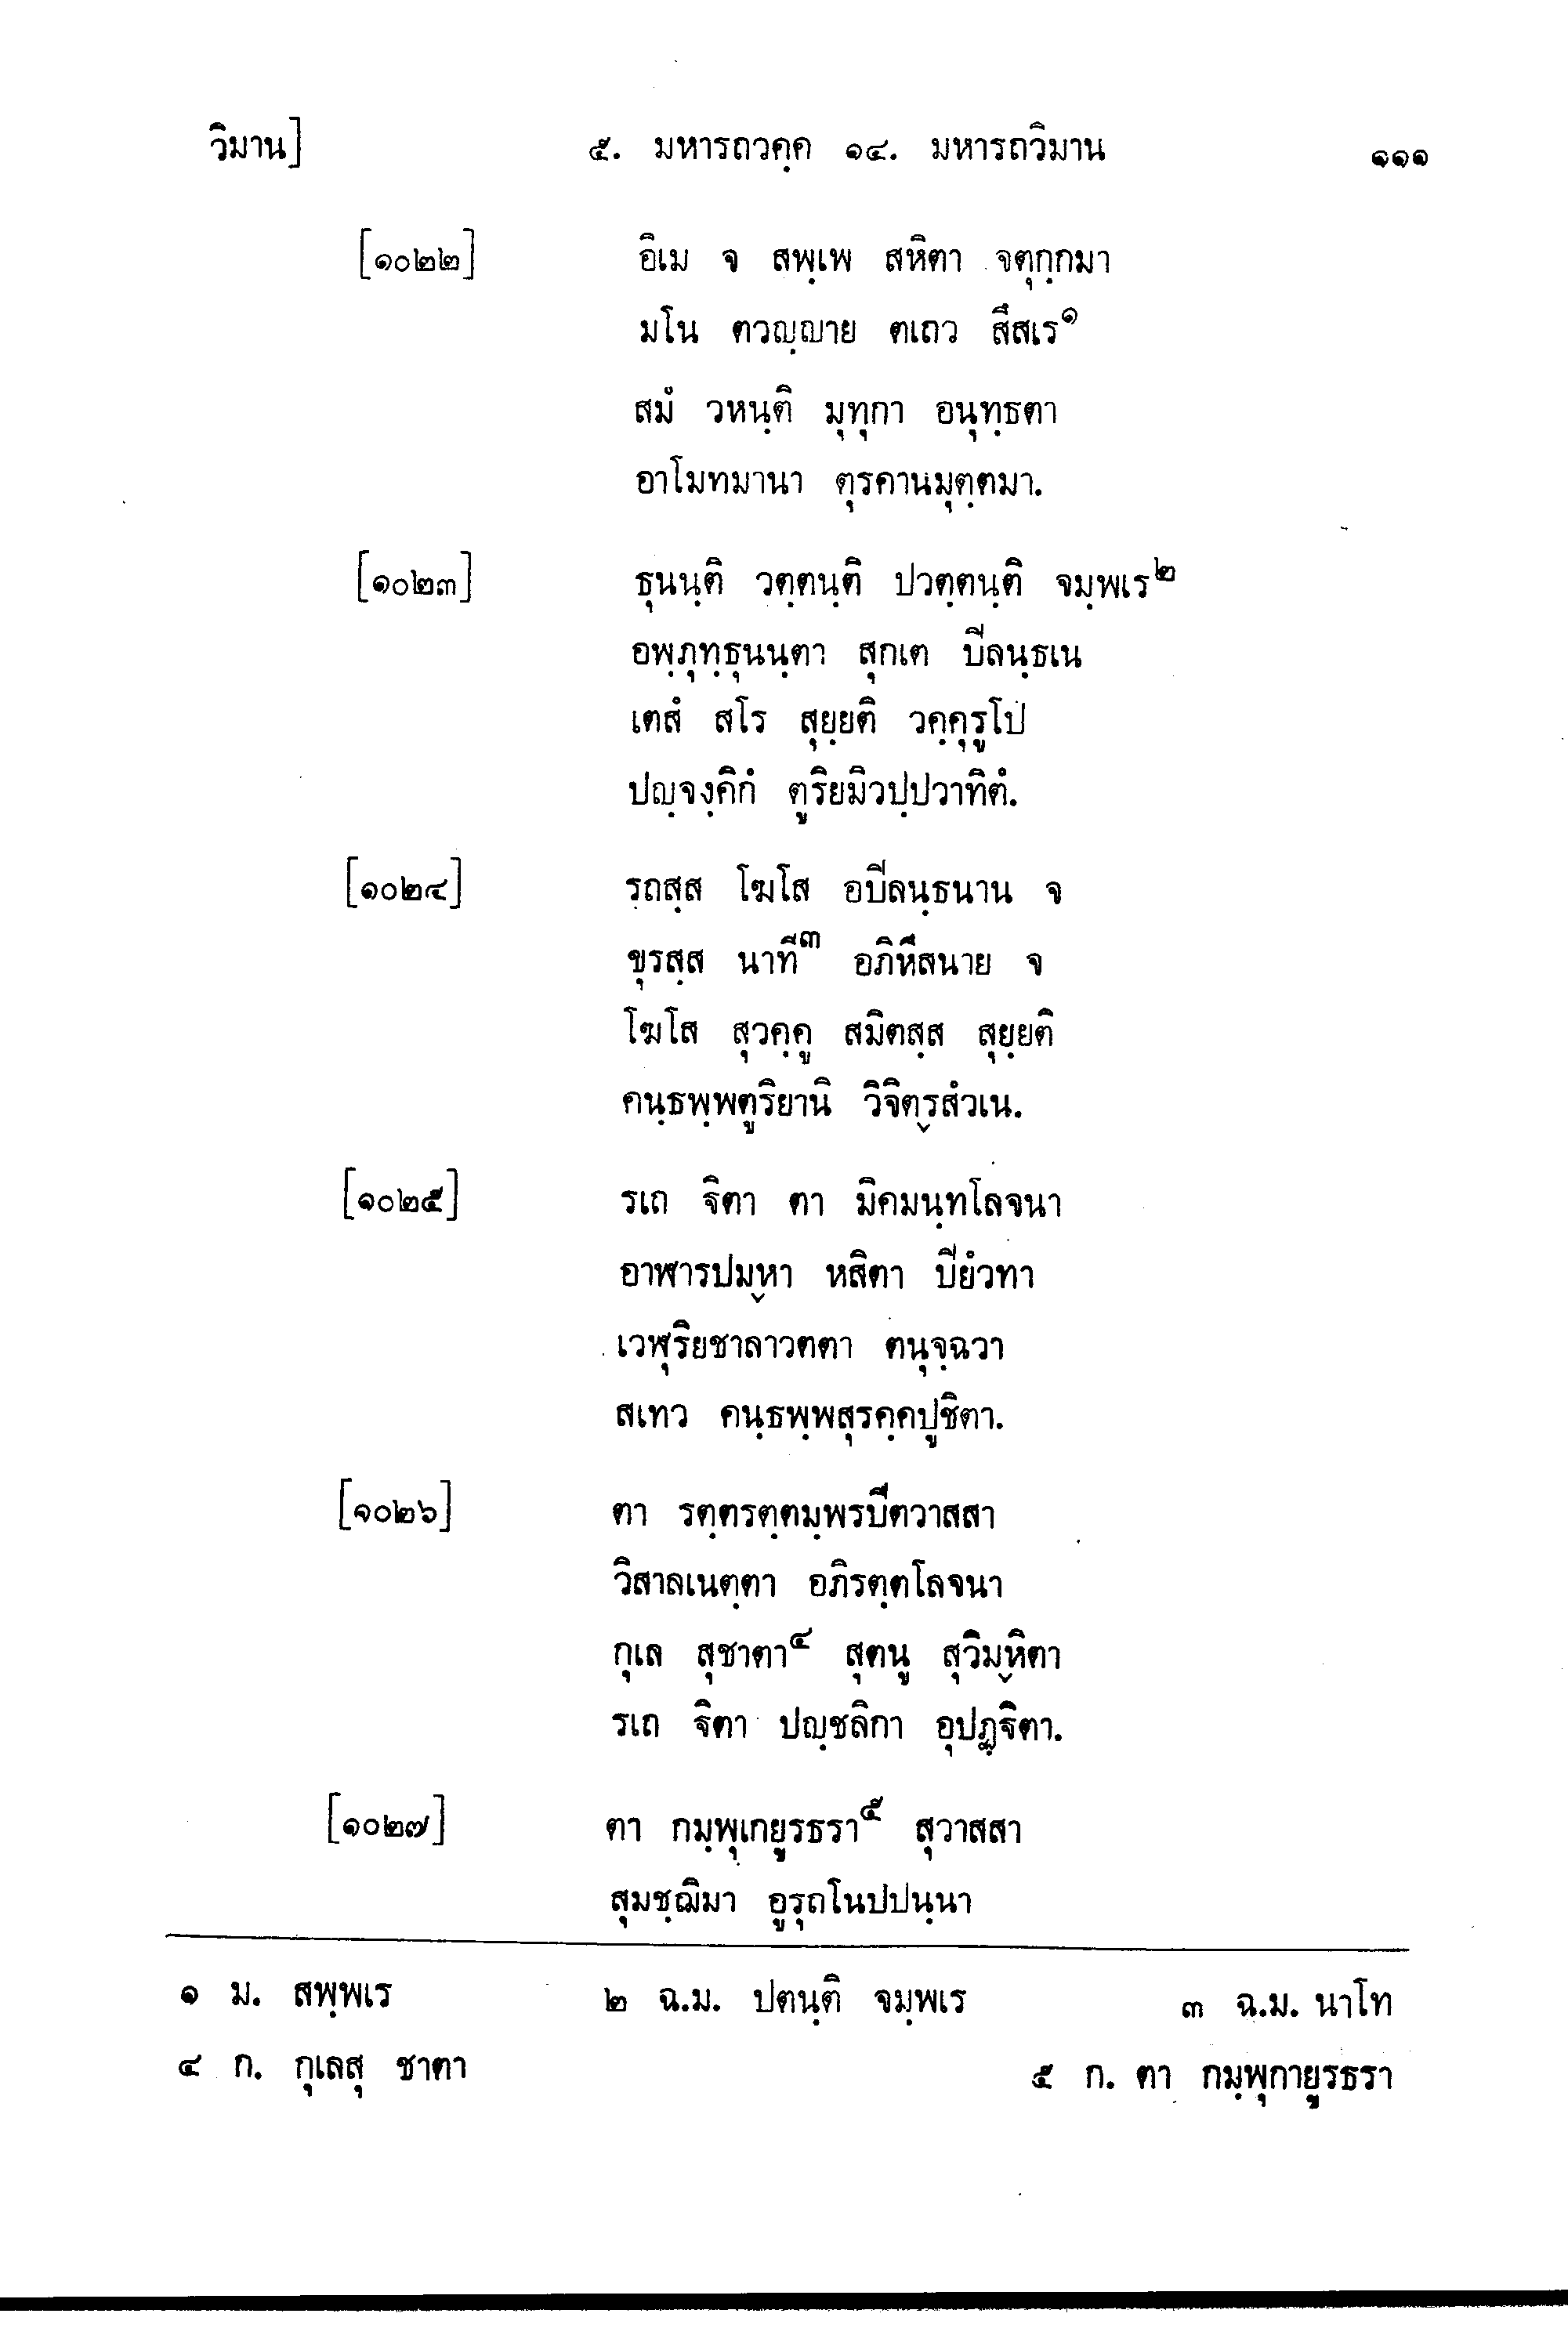 วิมาน] ๕. มหารถวคฺค ๑๔. มหารถวิมาน ๑๑๑
[๑๐๒๒] อิเม จ สพฺเพ สหิตา จตุกฺกมา
มโน ตวญฺญาย ตเถว สึสเร๑
สมํ วหนฺติ มุทุกา อนุทฺธตา
อาโมทมานา ตุรคานมุตฺตมา.
[๑๐๒๓] ธุนนฺติ วตฺตนฺติ ปวตฺตนฺติ จมฺพเร๒
อพฺภุทฺธุนนฺตา สุกเต ปิลนฺธเน
เตสํ สโร สุยฺยติ วคฺคุรูโป
ปญฺจงฺคิกํ ตูริยมิวปฺปวาทิตํ.
[๑๐๒๔] รถสฺส โฆโส อปิลนฺธนาน จ
ขุรสฺส นาที๓ อภิหึสนาย จ
โฆโส สุวคฺคู สมิตสฺส สุยฺยติ
คนฺธพฺพตูริยานิ วิจิตฺรสํวเน.
[๑๐๒๕] รเถ ฐิตา ตา มิคมนฺทโลจนา
อาฬารปมฺหา หสิตา ปิยํวทา
เวฬุริยชาลาวตตา ตนุจฺฉวา
สเทว คนฺธพฺพสุรคฺคปูชิตา.
[๑๐๒๖] ตา รตฺตรตฺตมฺพรปีตวาสสา
วิสาลเนตฺตา อภิรตฺตโลจนา
กุเล สุชาตา๔ สุตนู สุวิมฺหิตา
รเถ ฐิตา ปญฺชลิกา อุปฏฺฐิตา.
[๑๐๒๗] ตา กมฺพุเกยูรธรา๕ สุวาสสา
สุมชฺฌิมา อูรุถโนปปนฺนา
๑ ม. สพฺพเร ๒ ฉ.ม. ปตนฺติ จมฺพเร ๓ ฉ.ม. นาโท
๔ ก. กุเลสุ ชาตา ๕ ก. ตา กมฺพุกายูรธรา